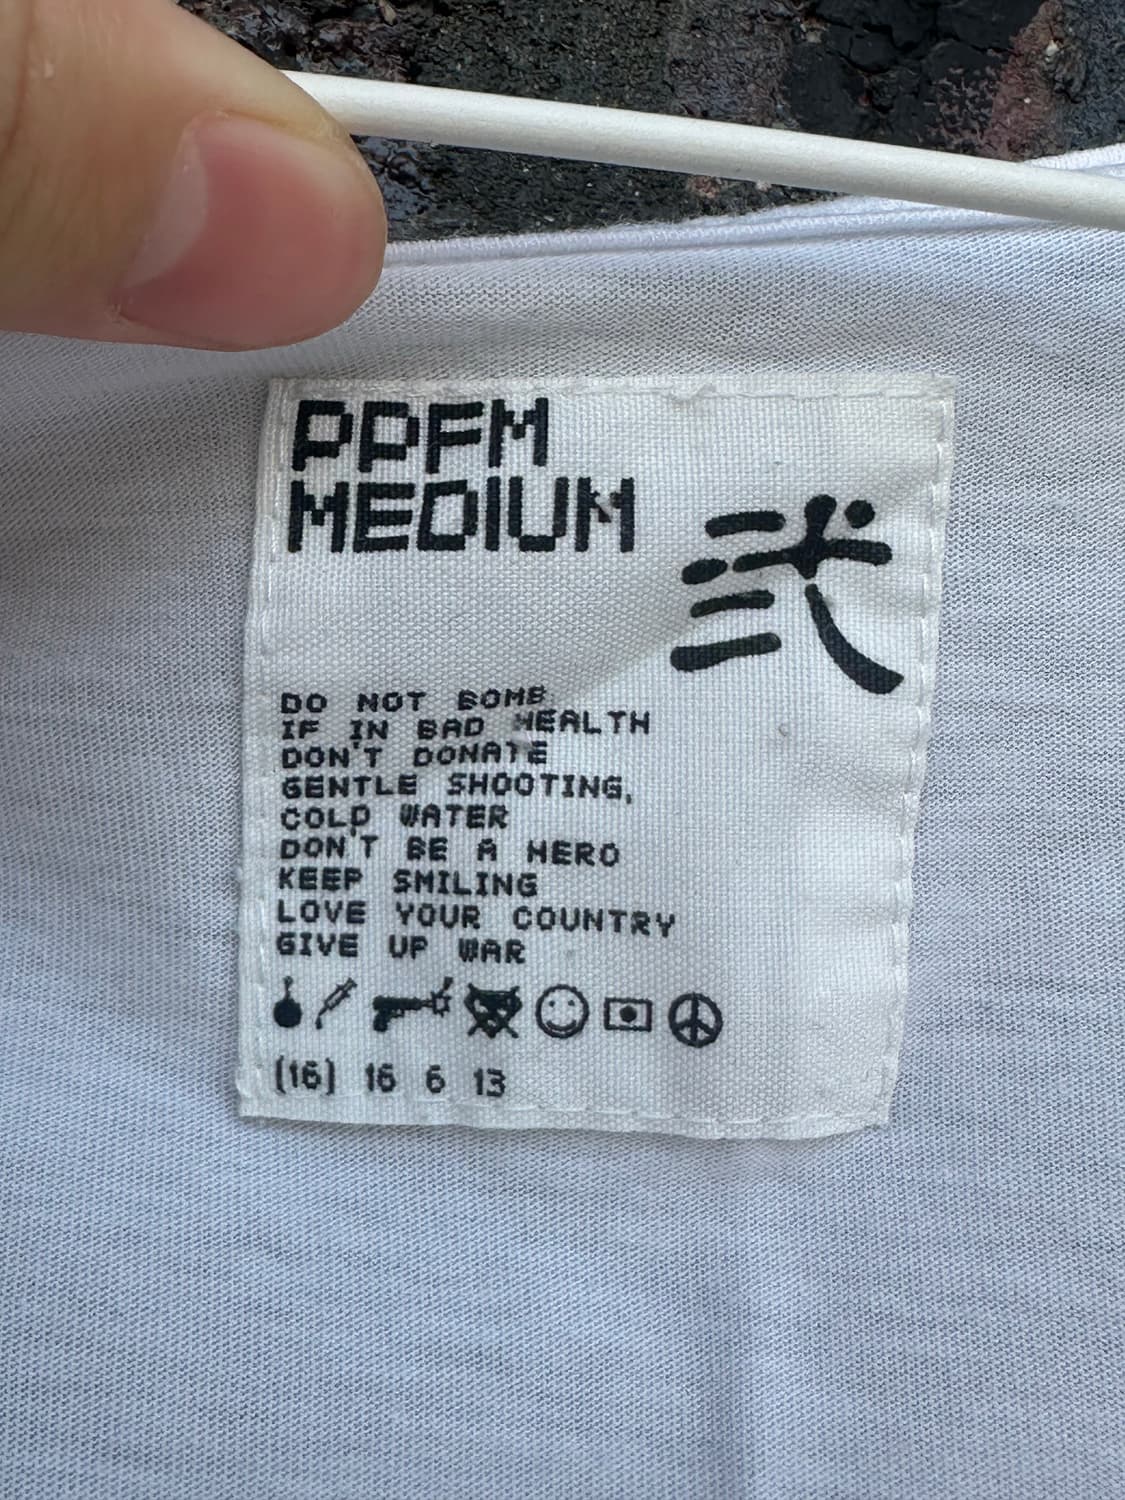 PPFM
MEDIUM
弐
DO NOT BOMB
IF IN BAD HEALTH
DON'T DONATE
GENTLE SHOOTING,
COLD WATER
DON'T BE A HERO
KEEP SMILING
LOVE YOUR COUNTRY
GIVE UP WAR
(16) 16 6 13